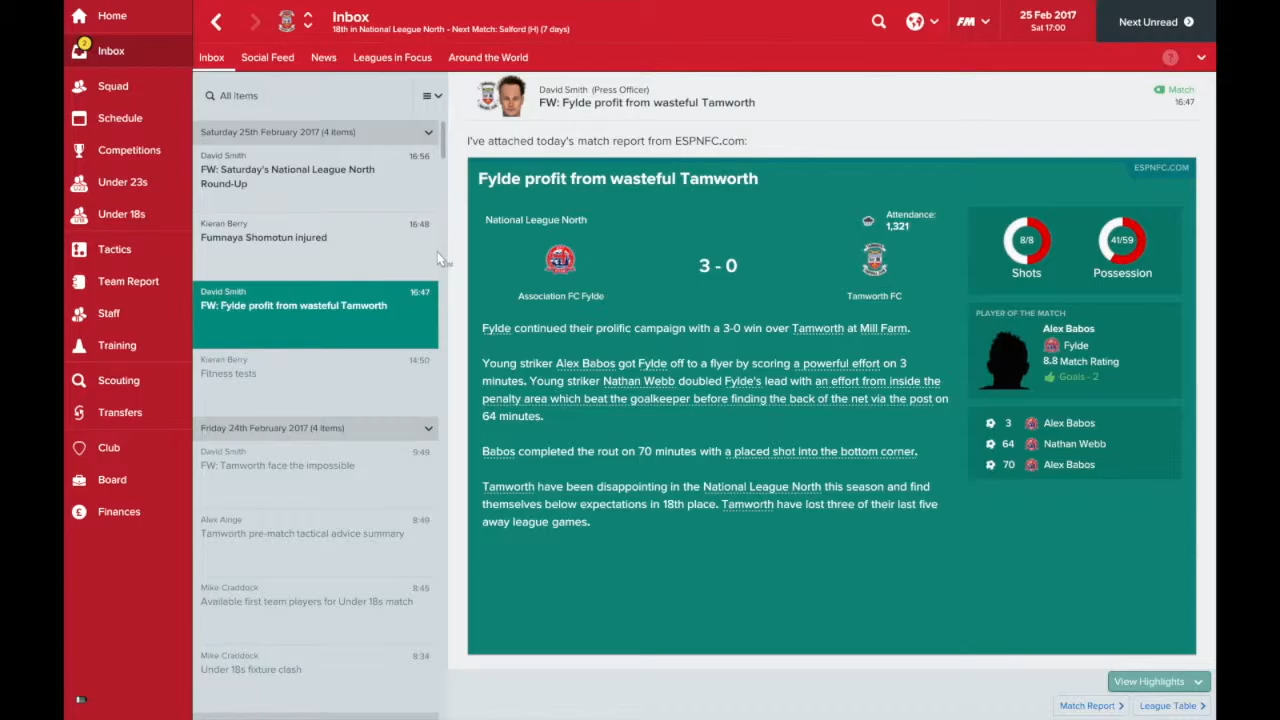 Home
2
Inbox
Squad
Schedule
Competitions
Under 23s
Under 18s
Tactics
Team Report
Staff
Training
Scouting
Transfers
Club
Board
Finances
Inbox
18th in National League North - Next Match: Salford (H) (7 days)
FM
25 Feb 2017
Sat 17:00
Next Unread
Inbox
Social Feed
News
Leagues in Focus
Around the World
?
All Items
Saturday 25th February 2017 (4 items)
David Smith 16:56
FW: Saturday's National League North
Round-Up
Kieran Berry 16:48
Fumnaya Shomotun injured
David Smith 16:47
FW: Fylde profit from wasteful Tamworth
Kieran Berry 14:50
Fitness tests
Friday 24th February 2017 (4 items)
David Smith 9:49
FW: Tamworth face the impossible
Alex Ainge 8:49
Tamworth pre-match tactical advice summary
Mike Craddock 8:45
Available first team players for Under 18s match
Mike Craddock 8:34
Under 18s fixture clash
David Smith (Press Officer)
FW: Fylde profit from wasteful Tamworth
Match
16:47
I've attached today's match report from ESPNFC.com:
ESPNFC.COM
Fylde profit from wasteful Tamworth
National League North
Attendance:
1,321
3 - 0
Association FC Fylde
Tamworth FC
8/8
Shots
41/59
Possession
Fylde continued their prolific campaign with a 3-0 win over Tamworth at Mill Farm.
Young striker Alex Babos got Fylde off to a flyer by scoring a powerful effort on 3
minutes. Young striker Nathan Webb doubled Fylde's lead with an effort from inside the
penalty area which beat the goalkeeper before finding the back of the net via the post on
64 minutes.
Babos completed the rout on 70 minutes with a placed shot into the bottom corner.
Tamworth have been disappointing in the National League North this season and find
themselves below expectations in 18th place. Tamworth have lost three of their last five
away league games.
PLAYER OF THE MATCH
Alex Babos
Fylde
8.8 Match Rating
Goals - 2
3 Alex Babos
64 Nathan Webb
70 Alex Babos
View Highlights
Match Report
League Table